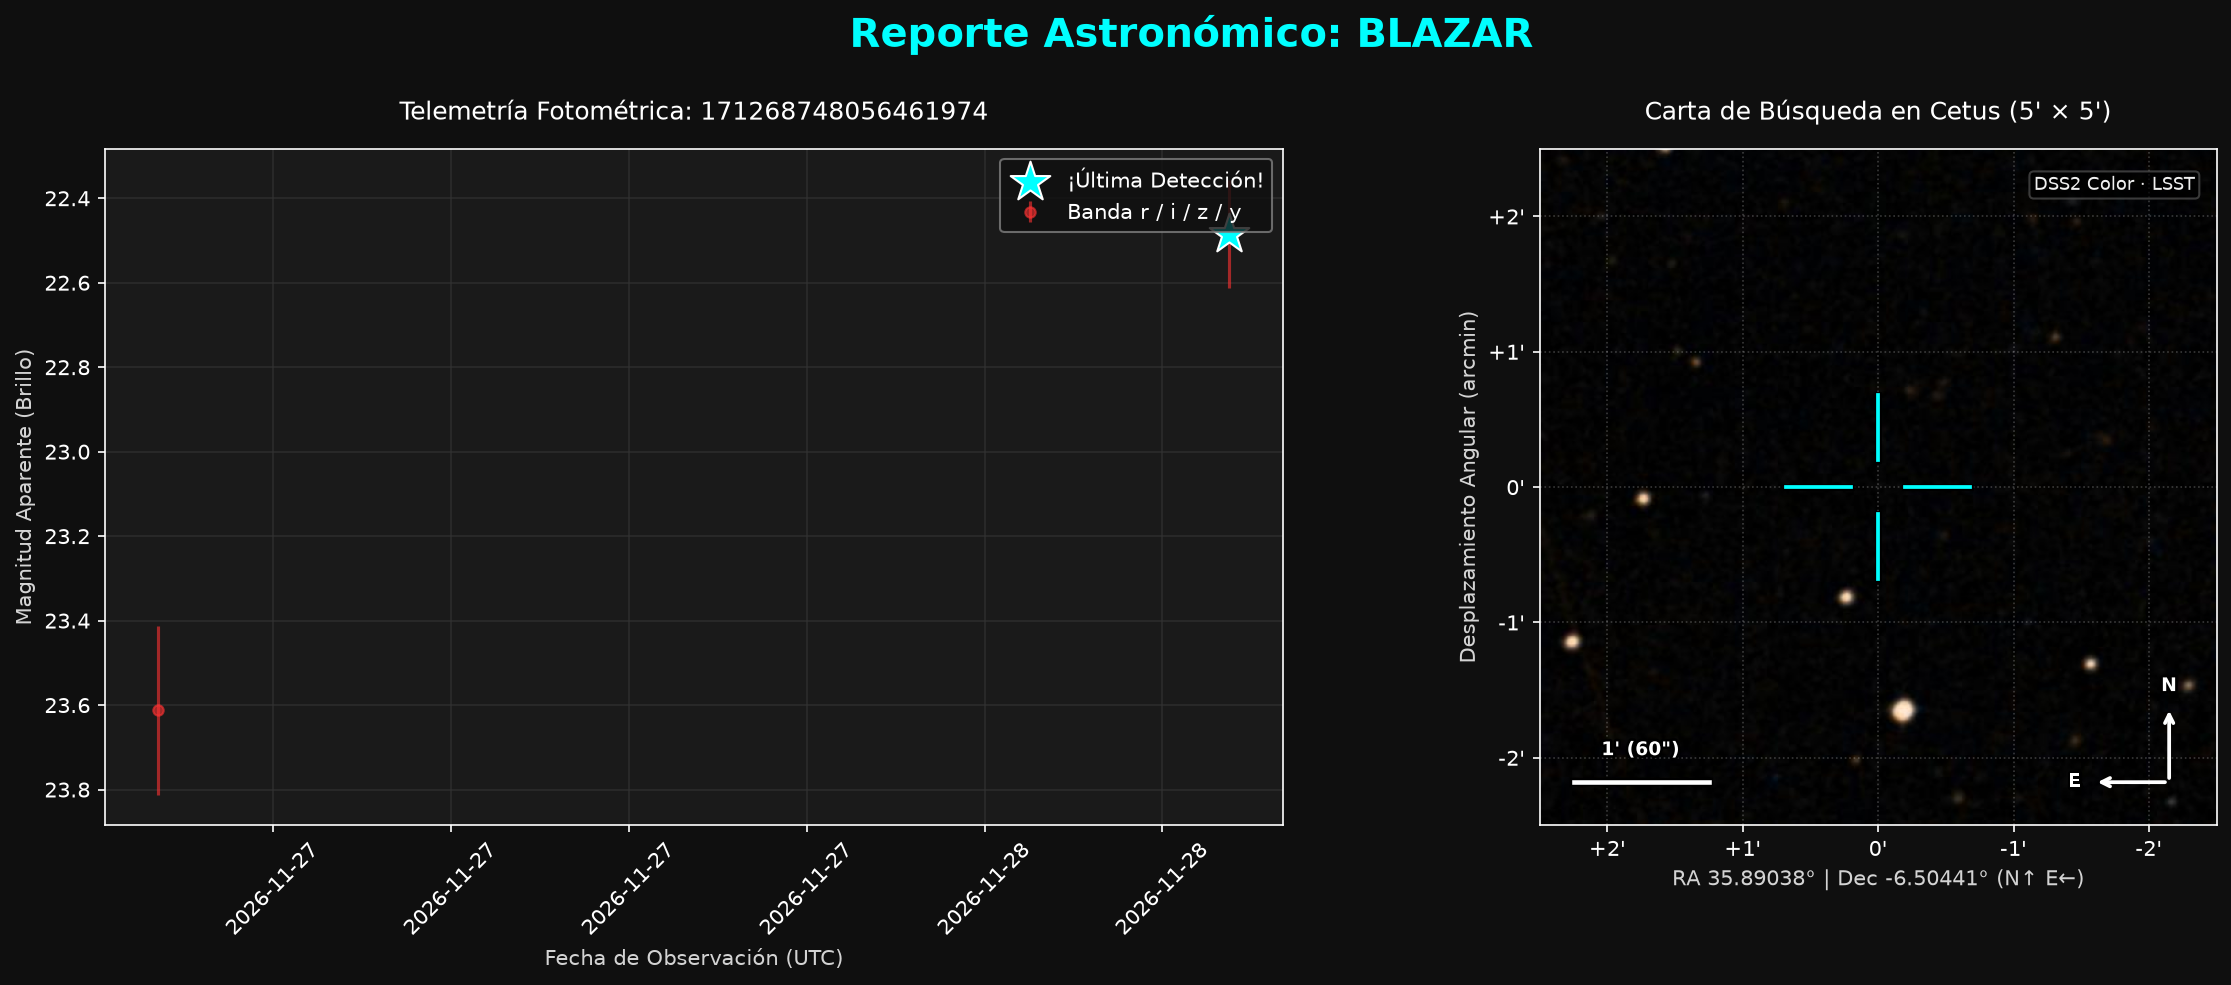 Reporte Astronómico: BLAZAR
Telemetría Fotométrica: 171268748056461974
¡Última Detección!
Banda r / i / z / y
Magnitud Aparente (Brillo)
22.4
22.6
22.8
23.0
23.2
23.4
23.6
23.8
2026-11-27
2026-11-27
2026-11-27
2026-11-27
2026-11-28
2026-11-28
Fecha de Observación (UTC)
Carta de Búsqueda en Cetus (5' × 5')
DSS2 Color · LSST
Desplazamiento Angular (arcmin)
+2'
+1'
0'
-1'
-2'
N
E
1' (60")
+2'
+1'
0'
-1'
-2'
RA 35.89038° | Dec -6.50441° (N↑ E←)